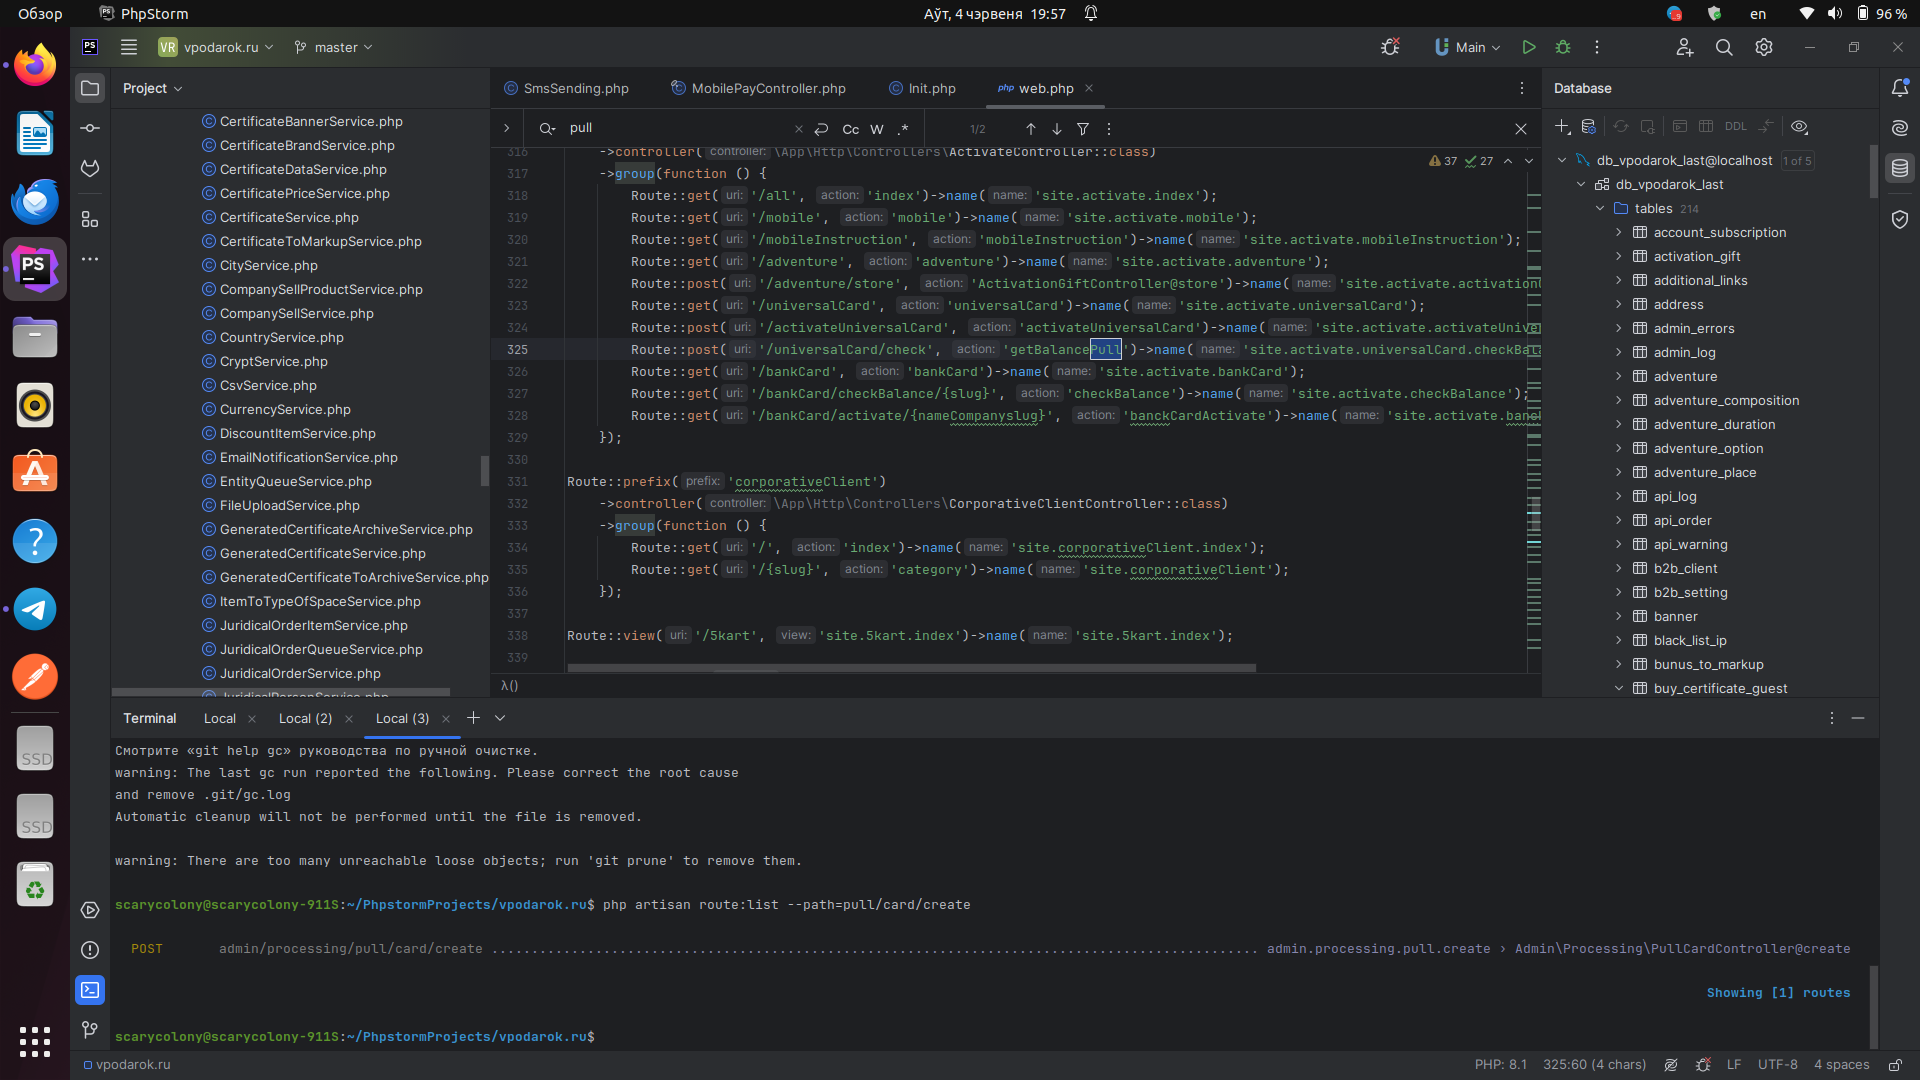 Обзор
PhpStorm
Аўт, 4 чэрвеня 19:57
en
96 %
VR vpodarok.ru
master
Main
Project
SmsSending.php
MobilePayController.php
Init.php
php web.php
Database
pull
Cc W .*
1/2
DDL
37 27
CertificateBannerService.php
CertificateBrandService.php
CertificateDataService.php
CertificatePriceService.php
CertificateService.php
CertificateToMarkupService.php
CityService.php
CompanySellProductService.php
CompanySellService.php
CountryService.php
CryptService.php
CsvService.php
CurrencyService.php
DiscountItemService.php
EmailNotificationService.php
EntityQueueService.php
FileUploadService.php
GeneratedCertificateArchiveService.php
GeneratedCertificateService.php
GeneratedCertificateToArchiveService.php
ItemToTypeOfSpaceService.php
JuridicalOrderItemService.php
JuridicalOrderQueueService.php
JuridicalOrderService.php
JuridicalPersonService.php
316 ->controller( controller: \App\Http\Controllers\ActivateController::class)
317 ->group(function () {
318 Route::get( uri: '/all', action: 'index')->name( name: 'site.activate.index');
319 Route::get( uri: '/mobile', action: 'mobile')->name( name: 'site.activate.mobile');
320 Route::get( uri: '/mobileInstruction', action: 'mobileInstruction')->name( name: 'site.activate.mobileInstruction');
321 Route::get( uri: '/adventure', action: 'adventure')->name( name: 'site.activate.adventure');
322 Route::post( uri: '/adventure/store', action: 'ActivationGiftController@store')->name( name: 'site.activate.activation
323 Route::get( uri: '/universalCard', action: 'universalCard')->name( name: 'site.activate.universalCard');
324 Route::post( uri: '/activateUniversalCard', action: 'activateUniversalCard')->name( name: 'site.activate.activateUnive
325 Route::post( uri: '/universalCard/check', action: 'getBalancePull')->name( name: 'site.activate.universalCard.checkBala
326 Route::get( uri: '/bankCard', action: 'bankCard')->name( name: 'site.activate.bankCard');
327 Route::get( uri: '/bankCard/checkBalance/{slug}', action: 'checkBalance')->name( name: 'site.activate.checkBalance');
328 Route::get( uri: '/bankCard/activate/{nameCompanyslug}', action: 'banckCardActivate')->name( name: 'site.activate.banck
329 });
330
331 Route::prefix( prefix: 'corporativeClient')
332 ->controller( controller: \App\Http\Controllers\CorporativeClientController::class)
333 ->group(function () {
334 Route::get( uri: '/', action: 'index')->name( name: 'site.corporativeClient.index');
335 Route::get( uri: '/{slug}', action: 'category')->name( name: 'site.corporativeClient');
336 });
337
338 Route::view( uri: '/5kart', view: 'site.5kart.index')->name( name: 'site.5kart.index');
339
λ()
db_vpodarok_last@localhost 1 of 5
db_vpodarok_last
tables 214
account_subscription
activation_gift
additional_links
address
admin_errors
admin_log
adventure
adventure_composition
adventure_duration
adventure_option
adventure_place
api_log
api_order
api_warning
b2b_client
b2b_setting
banner
black_list_ip
bunus_to_markup
buy_certificate_guest
Terminal
Local
Local (2)
Local (3)
Смотрите «git help gc» руководства по ручной очистке.
warning: The last gc run reported the following. Please correct the root cause
and remove .git/gc.log
Automatic cleanup will not be performed until the file is removed.
warning: There are too many unreachable loose objects; run 'git prune' to remove them.
scarycolony@scarycolony-911S:~/PhpstormProjects/vpodarok.ru$ php artisan route:list --path=pull/card/create
POST admin/processing/pull/card/create ................................................................................................ admin.processing.pull.create › Admin\Processing\PullCardController@create
Showing [1] routes
scarycolony@scarycolony-911S:~/PhpstormProjects/vpodarok.ru$
vpodarok.ru
PHP: 8.1
325:60 (4 chars)
LF
UTF-8
4 spaces
PS
SSD
SSD